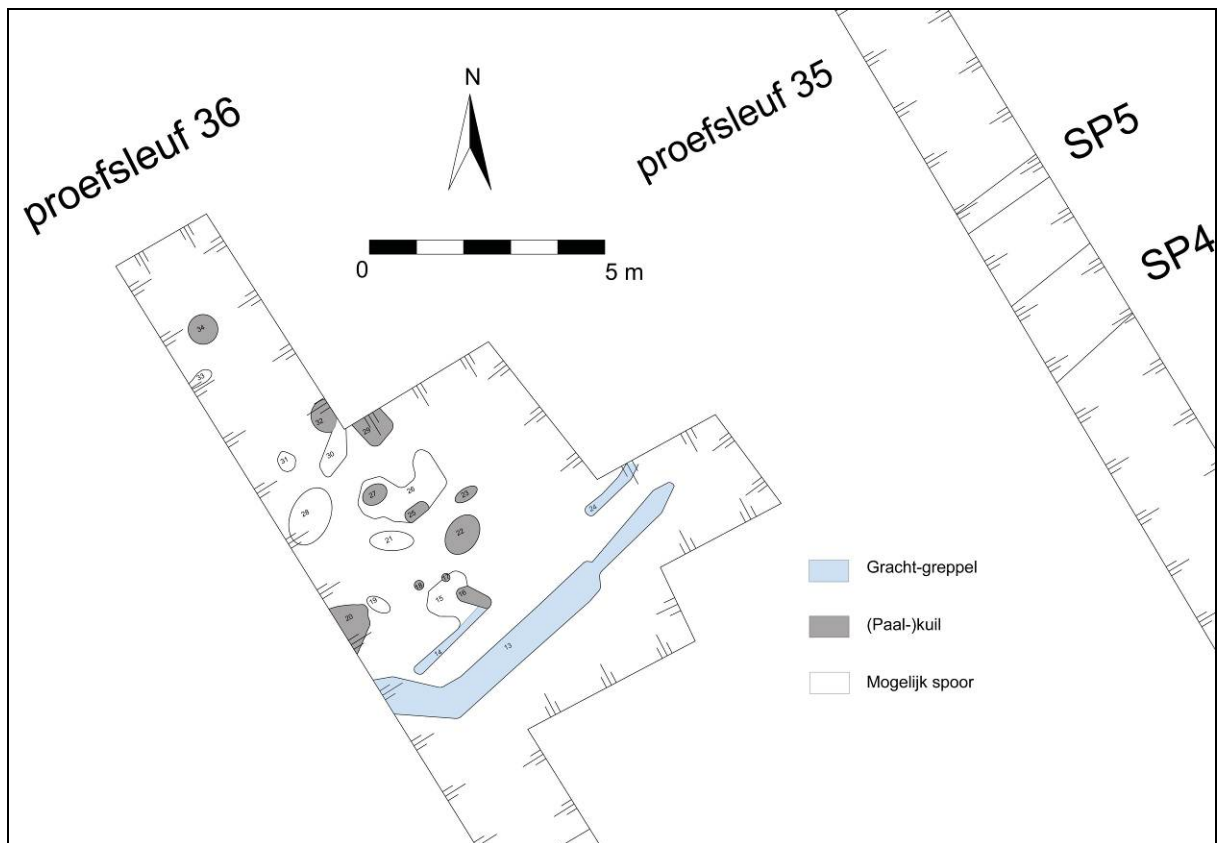 proefsleuf 36
N
proefsleuf 35
SP5
SP4
0
5 m
34
33
32
29
30
31
28
27
26
25
23
22
21
24
18
17
16
15
19
20
14
13
Gracht-greppel
(Paal-)kuil
Mogelijk spoor